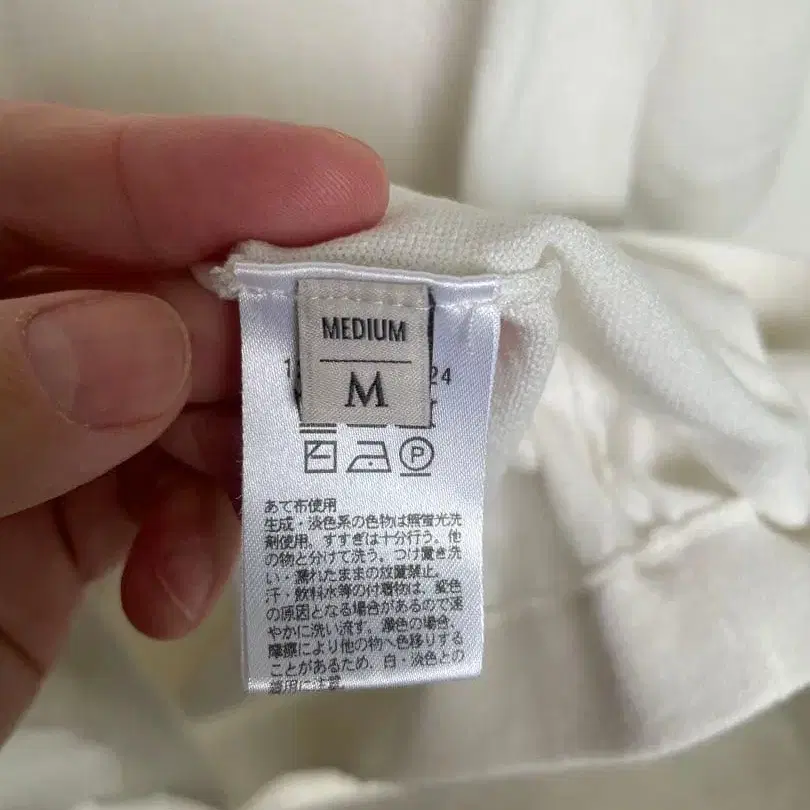 MEDIUM
M
24
P
あて布使用
生成・淡色系の色物は無蛍光洗
剤使用。すすぎは十分行う。他
の物と分けて洗う。つけ置き洗
い・濡れたままの放置禁止。
汗・飲料水等の付着物は、変色
の原因となる場合があるので速
やかに洗い流す。濃色の場合、
摩擦により他の物へ色移りする
ことがあるため、白・淡色との
着用に注意。